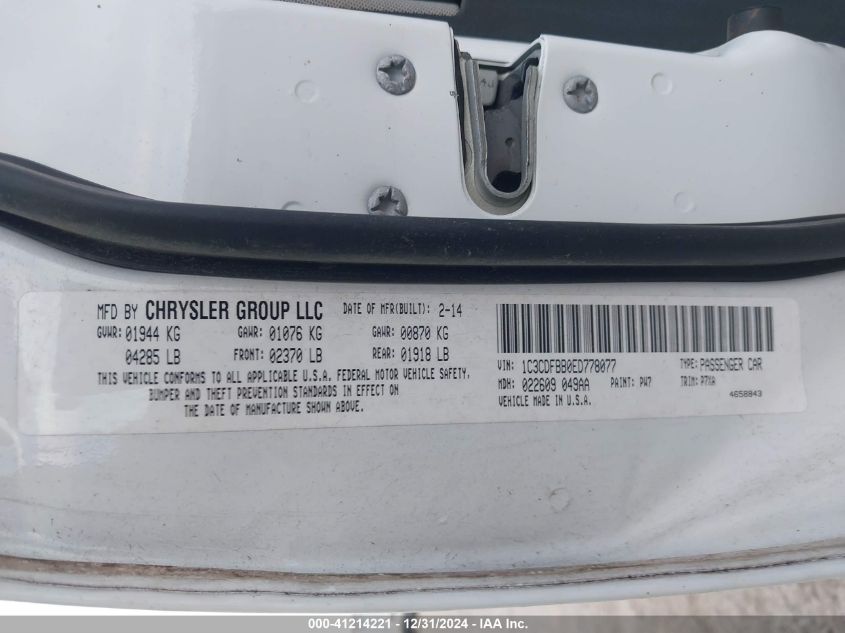 MFD BY CHRYSLER GROUP LLC DATE OF MFR(BUILT): 2-14
GVWR: 01944 KG GAWR: 01076 KG GAWR: 00870 KG
04285 LB FRONT: 02370 LB REAR: 01918 LB
THIS VEHICLE CONFORMS TO ALL APPLICABLE U.S.A. FEDERAL MOTOR VEHICLE SAFETY,
BUMPER AND THEFT PREVENTION STANDARDS IN EFFECT ON
THE DATE OF MANUFACTURE SHOWN ABOVE.
VIN: 1C3CDFBB0ED778077 TYPE: PASSENGER CAR
MDH: 022609 049AA PAINT: PW7 TRIM: P7XA
VEHICLE MADE IN U.S.A. 4658843
000-41214221 - 12/31/2024 - IAA Inc.